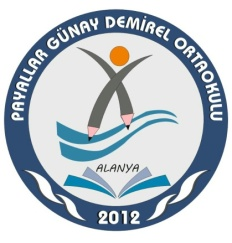 PAYALLAR GÜNAY DEMİREL ORTAOKULU
ALANYA
2012